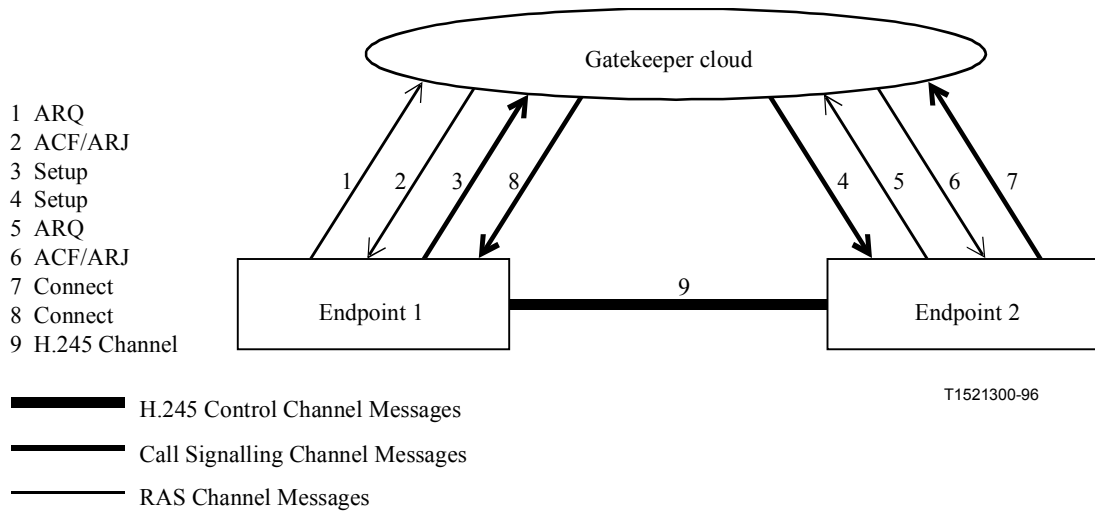 Gatekeeper cloud
1 ARQ
2 ACF/ARJ
3 Setup
4 Setup
5 ARQ
6 ACF/ARJ
7 Connect
8 Connect
9 H.245 Channel
1
2
3
8
4
5
6
7
Endpoint 1
9
Endpoint 2
T1521300-96
H.245 Control Channel Messages
Call Signalling Channel Messages
RAS Channel Messages